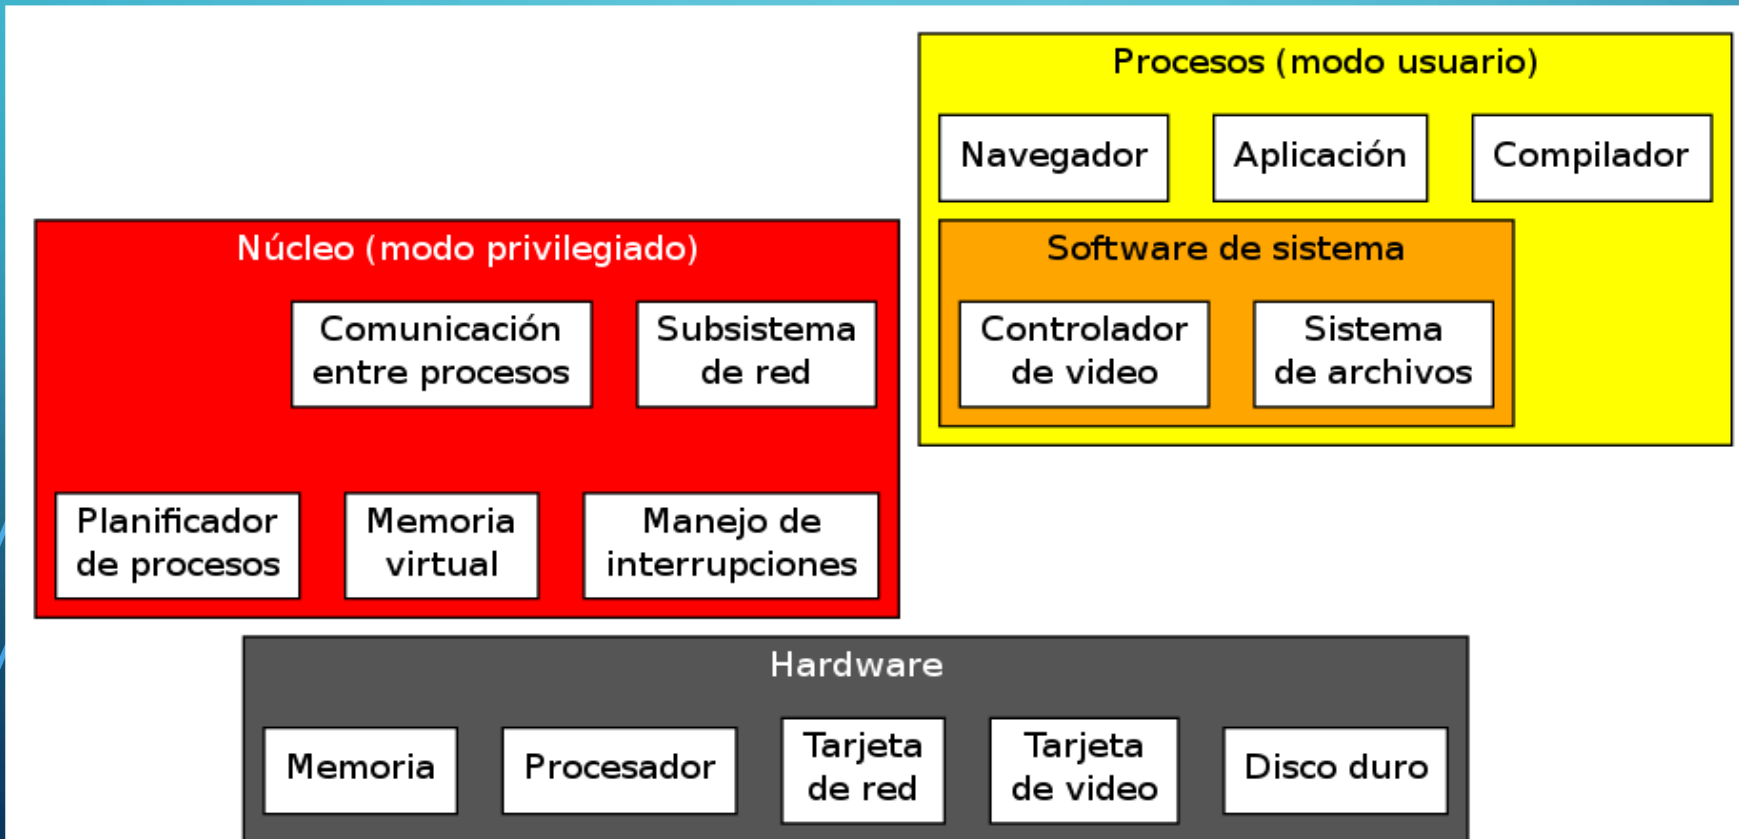 Procesos (modo usuario)
Navegador
Aplicación
Compilador
Núcleo (modo privilegiado)
Comunicación
entre procesos
Subsistema
de red
Software de sistema
Controlador
de video
Sistema
de archivos
Planificador
de procesos
Memoria
virtual
Manejo de
interrupciones
Hardware
Memoria
Procesador
Tarjeta
de red
Tarjeta
de video
Disco duro